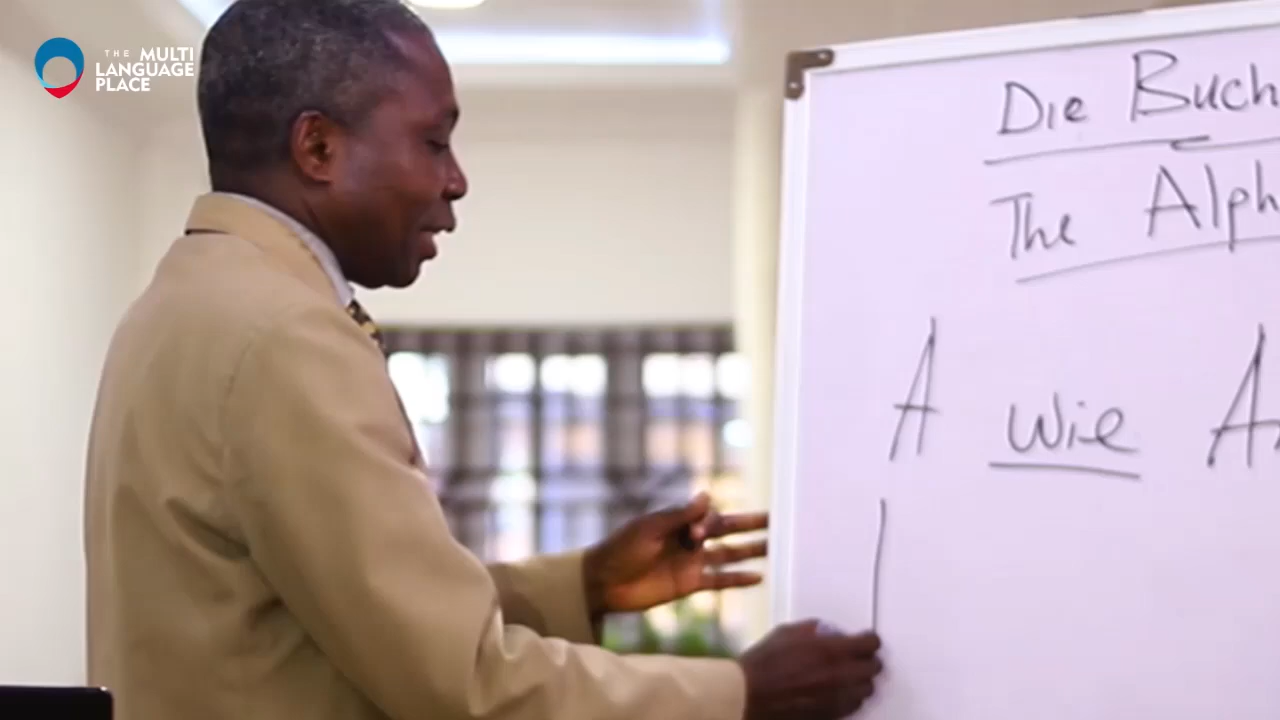 THE MULTI
LANGUAGE
PLACE
Die Buch
The Alph
A wie A